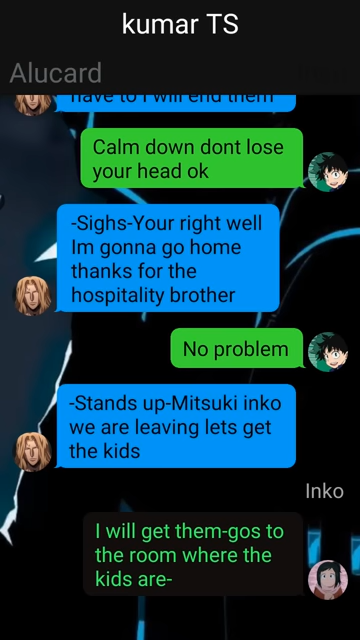 kumar TS
Alucard
have to I will end them
Calm down dont lose
your head ok
-Sighs-Your right well
Im gonna go home
thanks for the
hospitality brother
No problem
-Stands up-Mitsuki inko
we are leaving lets get
the kids
Inko
I will get them-gos to
the room where the
kids are-